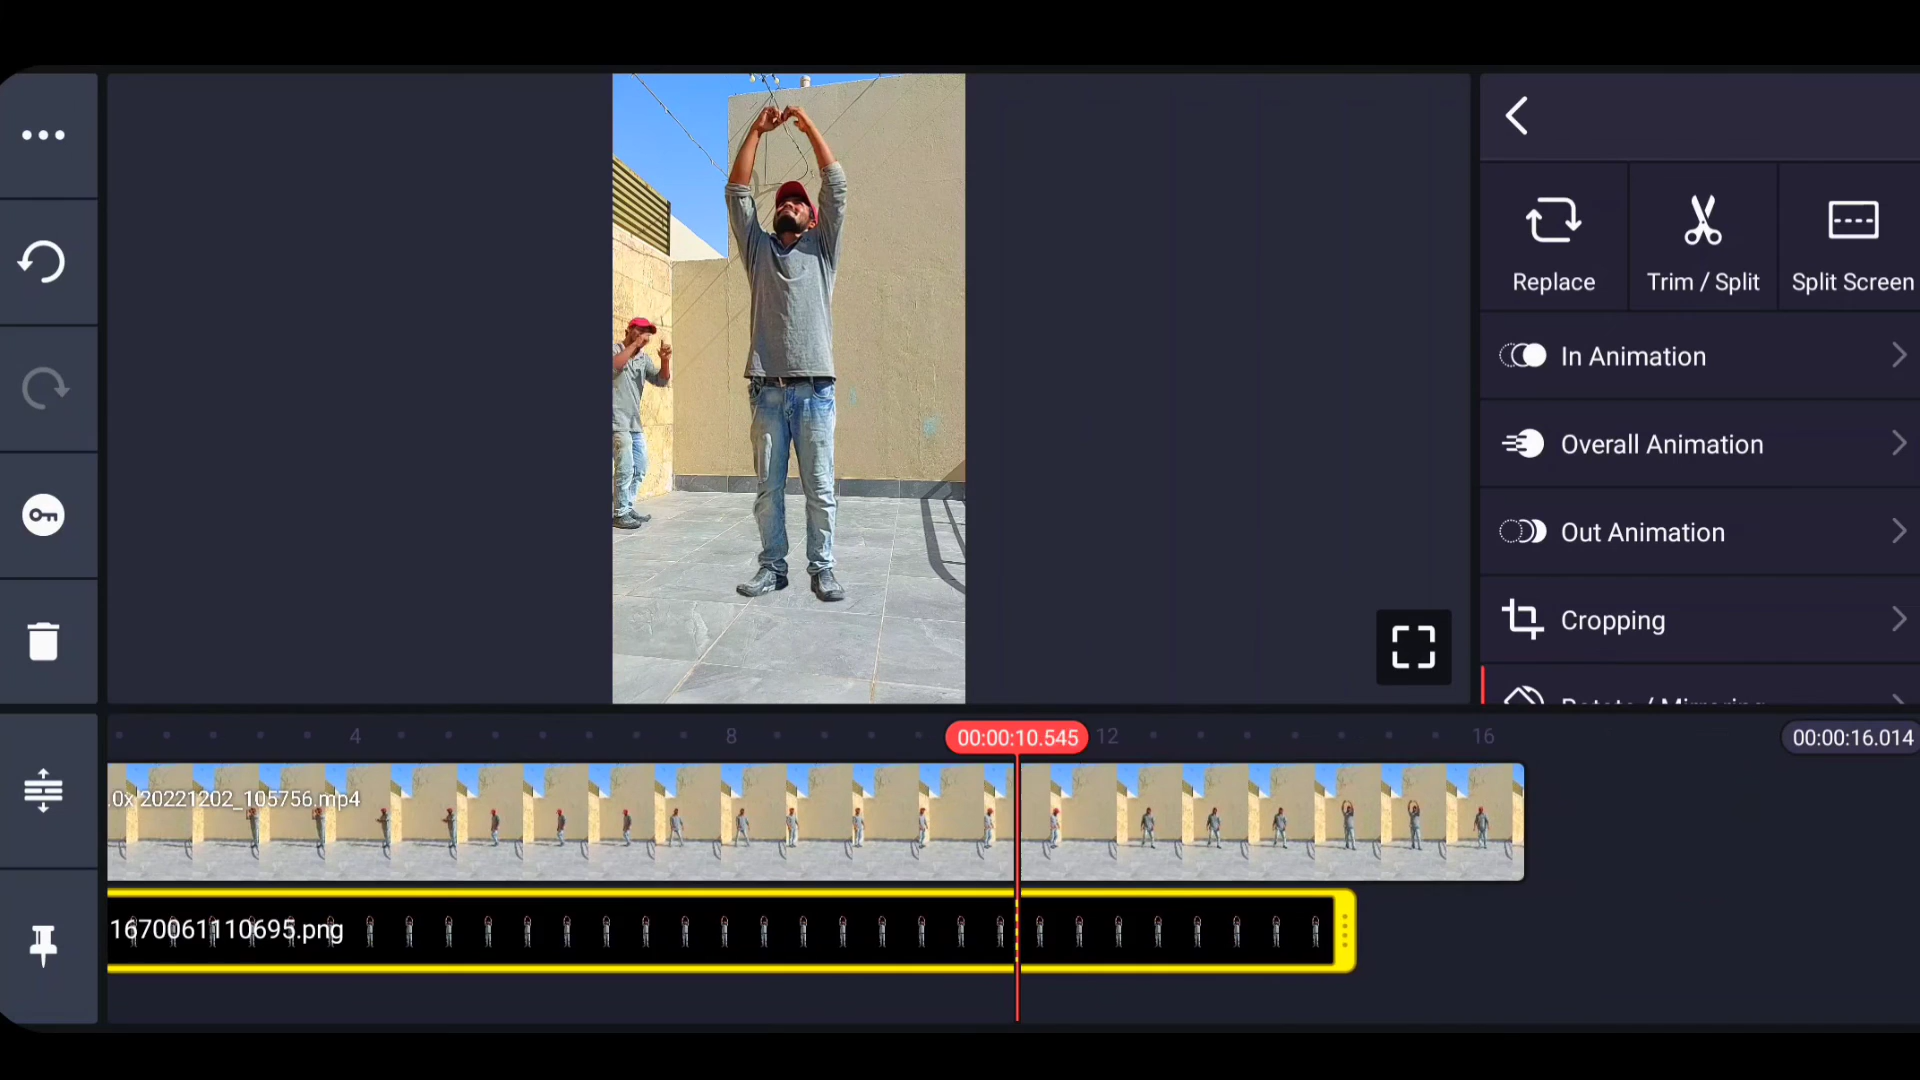 Replace
Trim / Split
Split Screen
In Animation
Overall Animation
Out Animation
Cropping
Rotate / Mirroring
4
8
00:00:10.545
12
16
00:00:16.014
.0x 20221202_105756.mp4
1670061110695.png